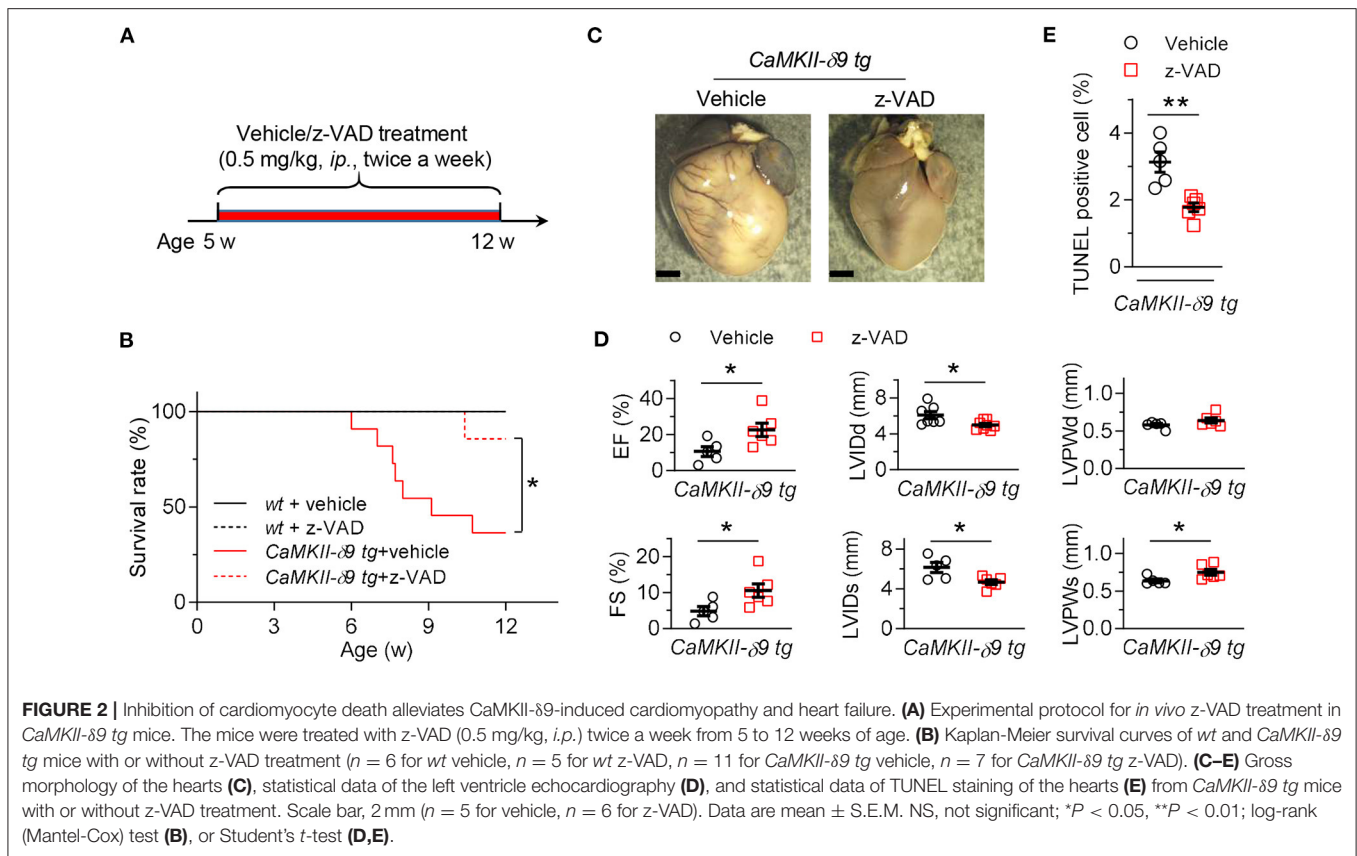 A
Vehicle/z-VAD treatment
(0.5 mg/kg, ip., twice a week)
Age 5 w
12 w
B
Survival rate (%)
100
50
0
wt + vehicle
wt + z-VAD
CaMKII-δ9 tg+vehicle
CaMKII-δ9 tg+z-VAD
*
0 3 6 9 12
Age (w)
C
CaMKII-δ9 tg
Vehicle z-VAD
D
Vehicle z-VAD
EF (%)
40
20
0
*
CaMKII-δ9 tg
LVIDd (mm)
8
4
0
*
CaMKII-δ9 tg
LVPWd (mm)
1.0
0.5
0.0
CaMKII-δ9 tg
FS (%)
20
10
0
*
CaMKII-δ9 tg
LVIDs (mm)
8
4
0
*
CaMKII-δ9 tg
LVPWs (mm)
1.0
0.5
0.0
*
CaMKII-δ9 tg
E
Vehicle
z-VAD
TUNEL positive cell (%)
4
2
0
**
CaMKII-δ9 tg
FIGURE 2 | Inhibition of cardiomyocyte death alleviates CaMKII-δ9-induced cardiomyopathy and heart failure. (A) Experimental protocol for in vivo z-VAD treatment in
CaMKII-δ9 tg mice. The mice were treated with z-VAD (0.5 mg/kg, i.p.) twice a week from 5 to 12 weeks of age. (B) Kaplan-Meier survival curves of wt and CaMKII-δ9
tg mice with or without z-VAD treatment (n = 6 for wt vehicle, n = 5 for wt z-VAD, n = 11 for CaMKII-δ9 tg vehicle, n = 7 for CaMKII-δ9 tg z-VAD). (C–E) Gross
morphology of the hearts (C), statistical data of the left ventricle echocardiography (D), and statistical data of TUNEL staining of the hearts (E) from CaMKII-δ9 tg mice
with or without z-VAD treatment. Scale bar, 2 mm (n = 5 for vehicle, n = 6 for z-VAD). Data are mean ± S.E.M. NS, not significant; *P < 0.05, **P < 0.01; log-rank
(Mantel-Cox) test (B), or Student's t-test (D,E).